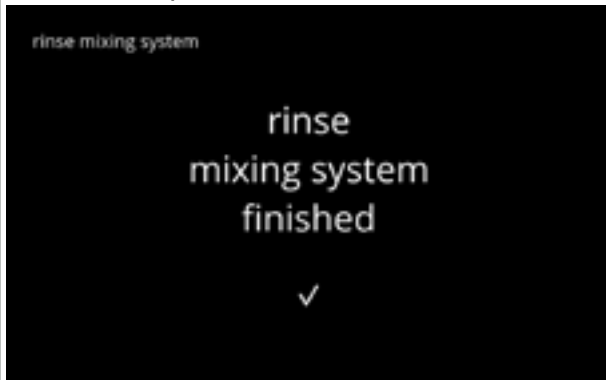 rinse mixing system
rinse
mixing system
finished
✓